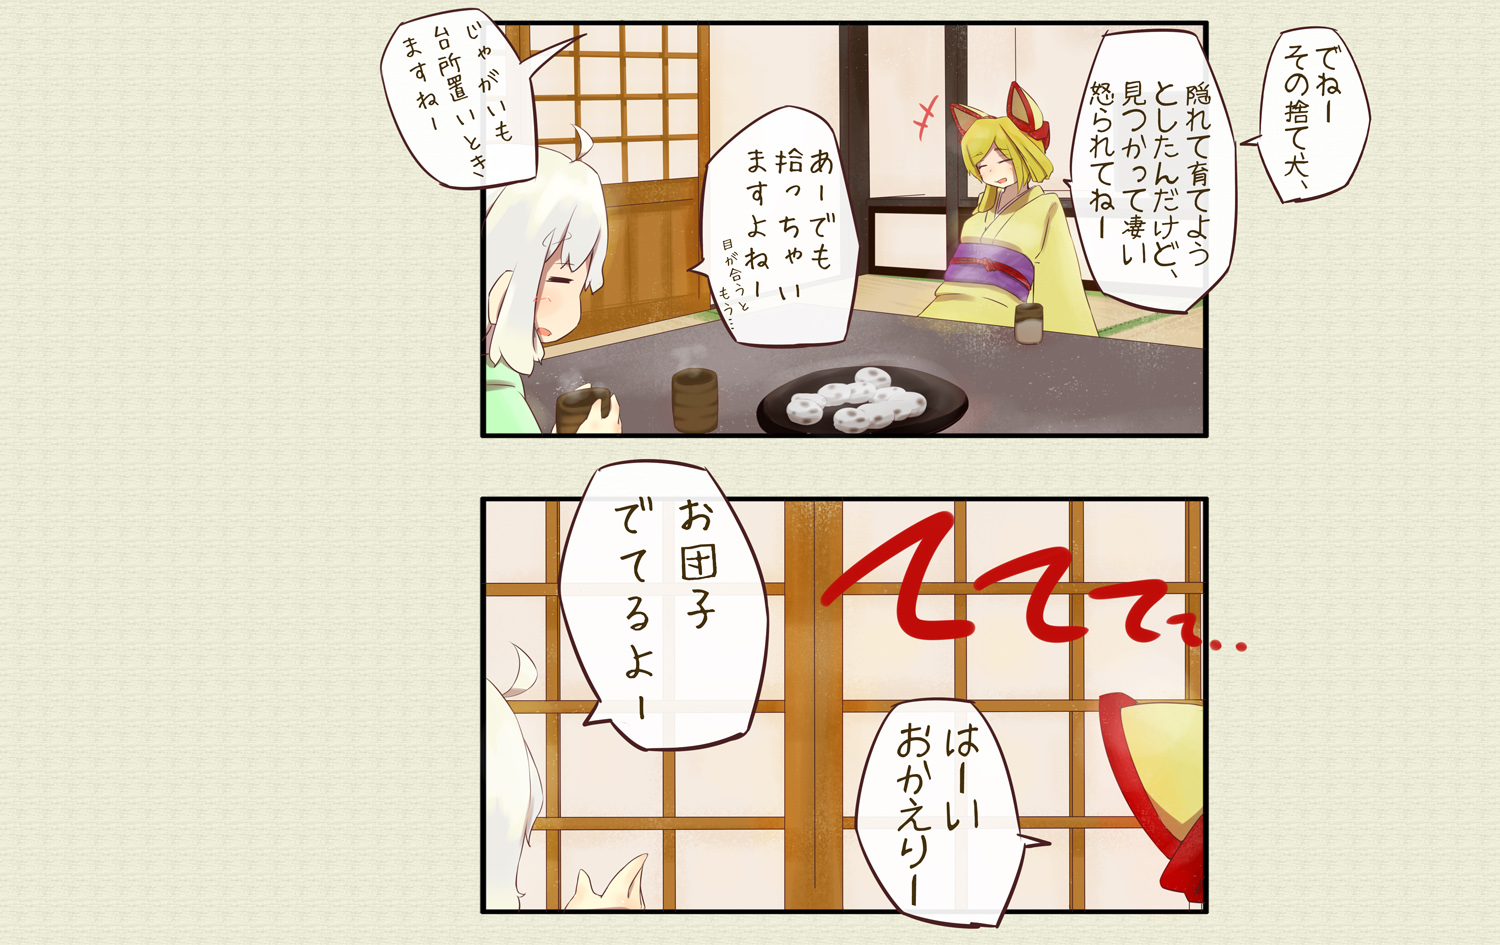 でねー
その捨て犬、
隠れて育てよう
としたんだけど、
見つかって凄い
怒られてねー
あーでも
拾っちゃい
ますよねー
目が合うと
もう…
じゃがいも
台所置いとき
ますねー
てててて…
はーい
おかえりー
お団子
でてるよー